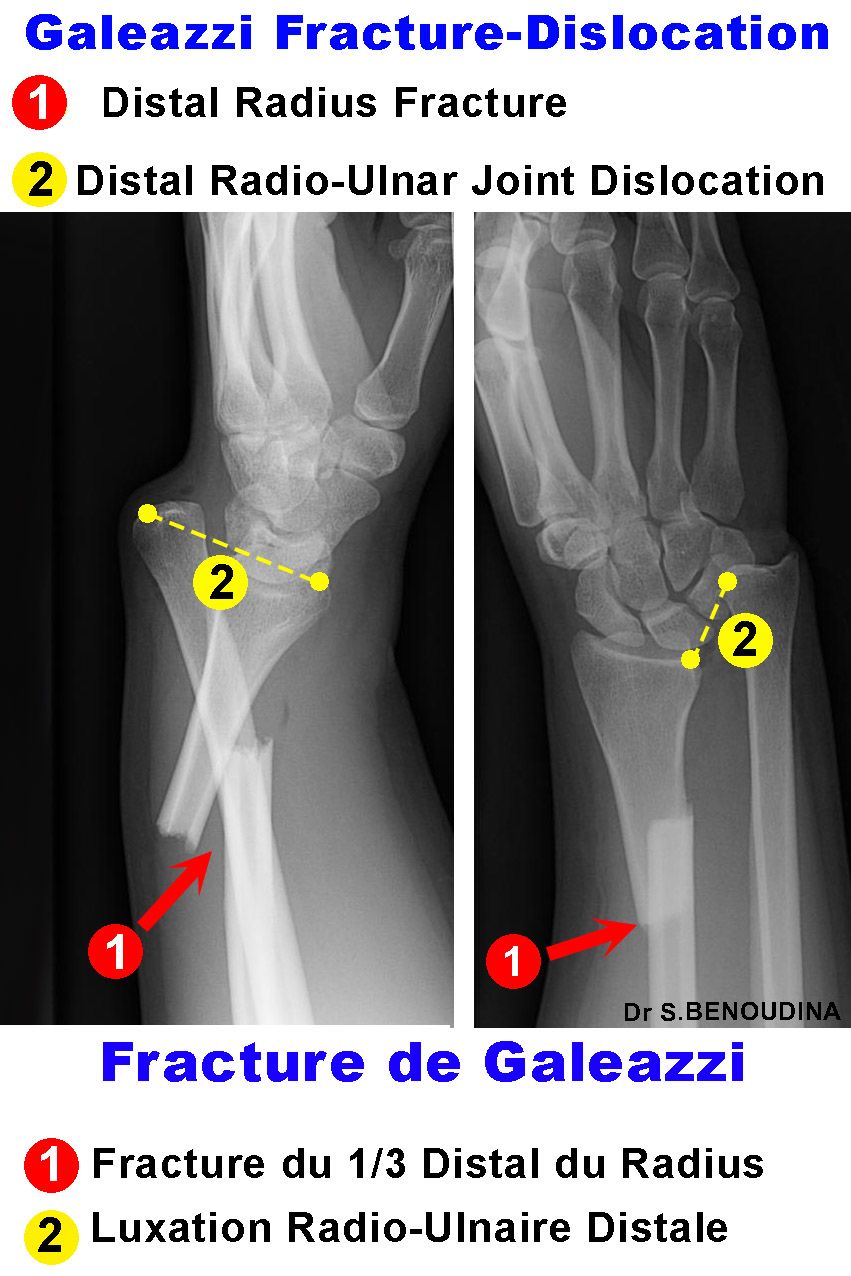 Galeazzi Fracture-Dislocation
1 Distal Radius Fracture
2 Distal Radio-Ulnar Joint Dislocation
2
2
1
1
Dr S.BENOUDINA
Fracture de Galeazzi
1 Fracture du 1/3 Distal du Radius
2 Luxation Radio-Ulnaire Distale